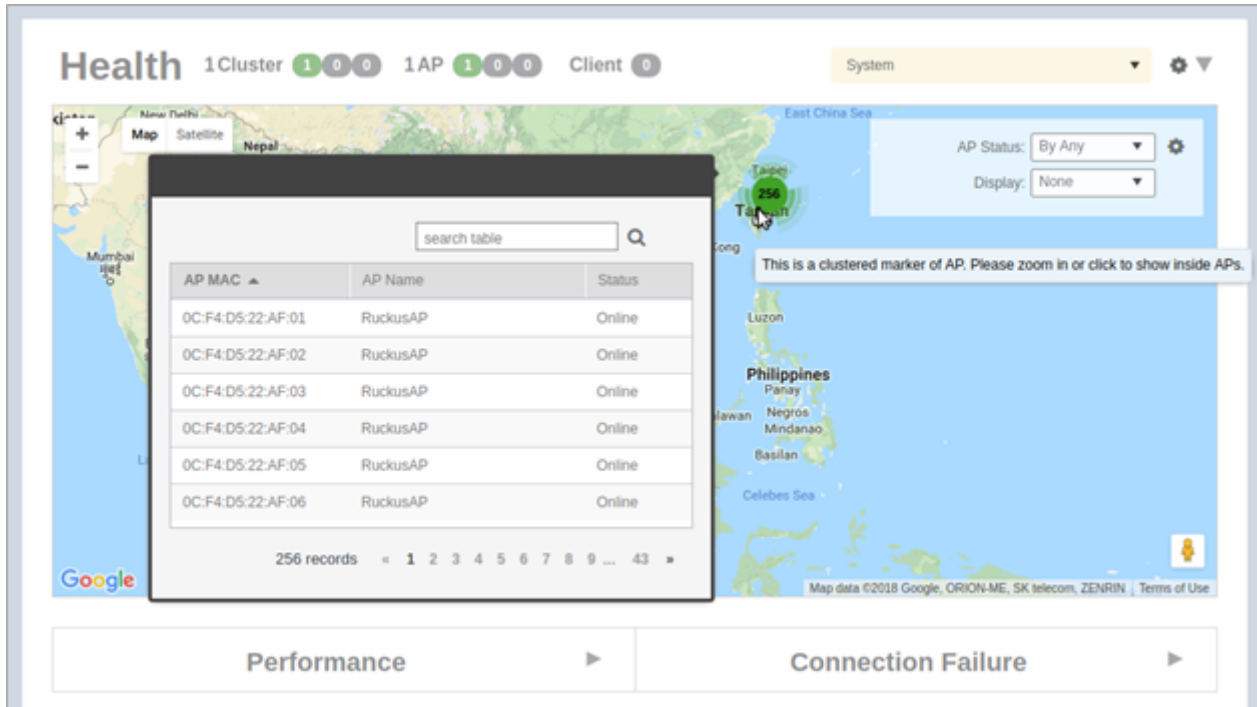 Health 1 Cluster 1 0 0 1 AP 1 0 0 Client 0
System
East China Sea
New Delhi
Map Satellite
Nepal
+
−
AP Status: By Any
Display: None
Taipei
256
Mumbai
मुंबई
search table
This is a clustered marker of AP. Please zoom in or click to show inside APs.
AP MAC AP Name Status
0C:F4:D5:22:AF:01 RuckusAP Online
0C:F4:D5:22:AF:02 RuckusAP Online
0C:F4:D5:22:AF:03 RuckusAP Online
0C:F4:D5:22:AF:04 RuckusAP Online
0C:F4:D5:22:AF:05 RuckusAP Online
0C:F4:D5:22:AF:06 RuckusAP Online
256 records « 1 2 3 4 5 6 7 8 9 ... 43 »
Luzon
Philippines
Panay
Negros
Mindanao
Basilan
Celebes Sea
Google
Map data ©2018 Google, ORION-ME, SK telecom, ZENRIN Terms of Use
Performance
Connection Failure